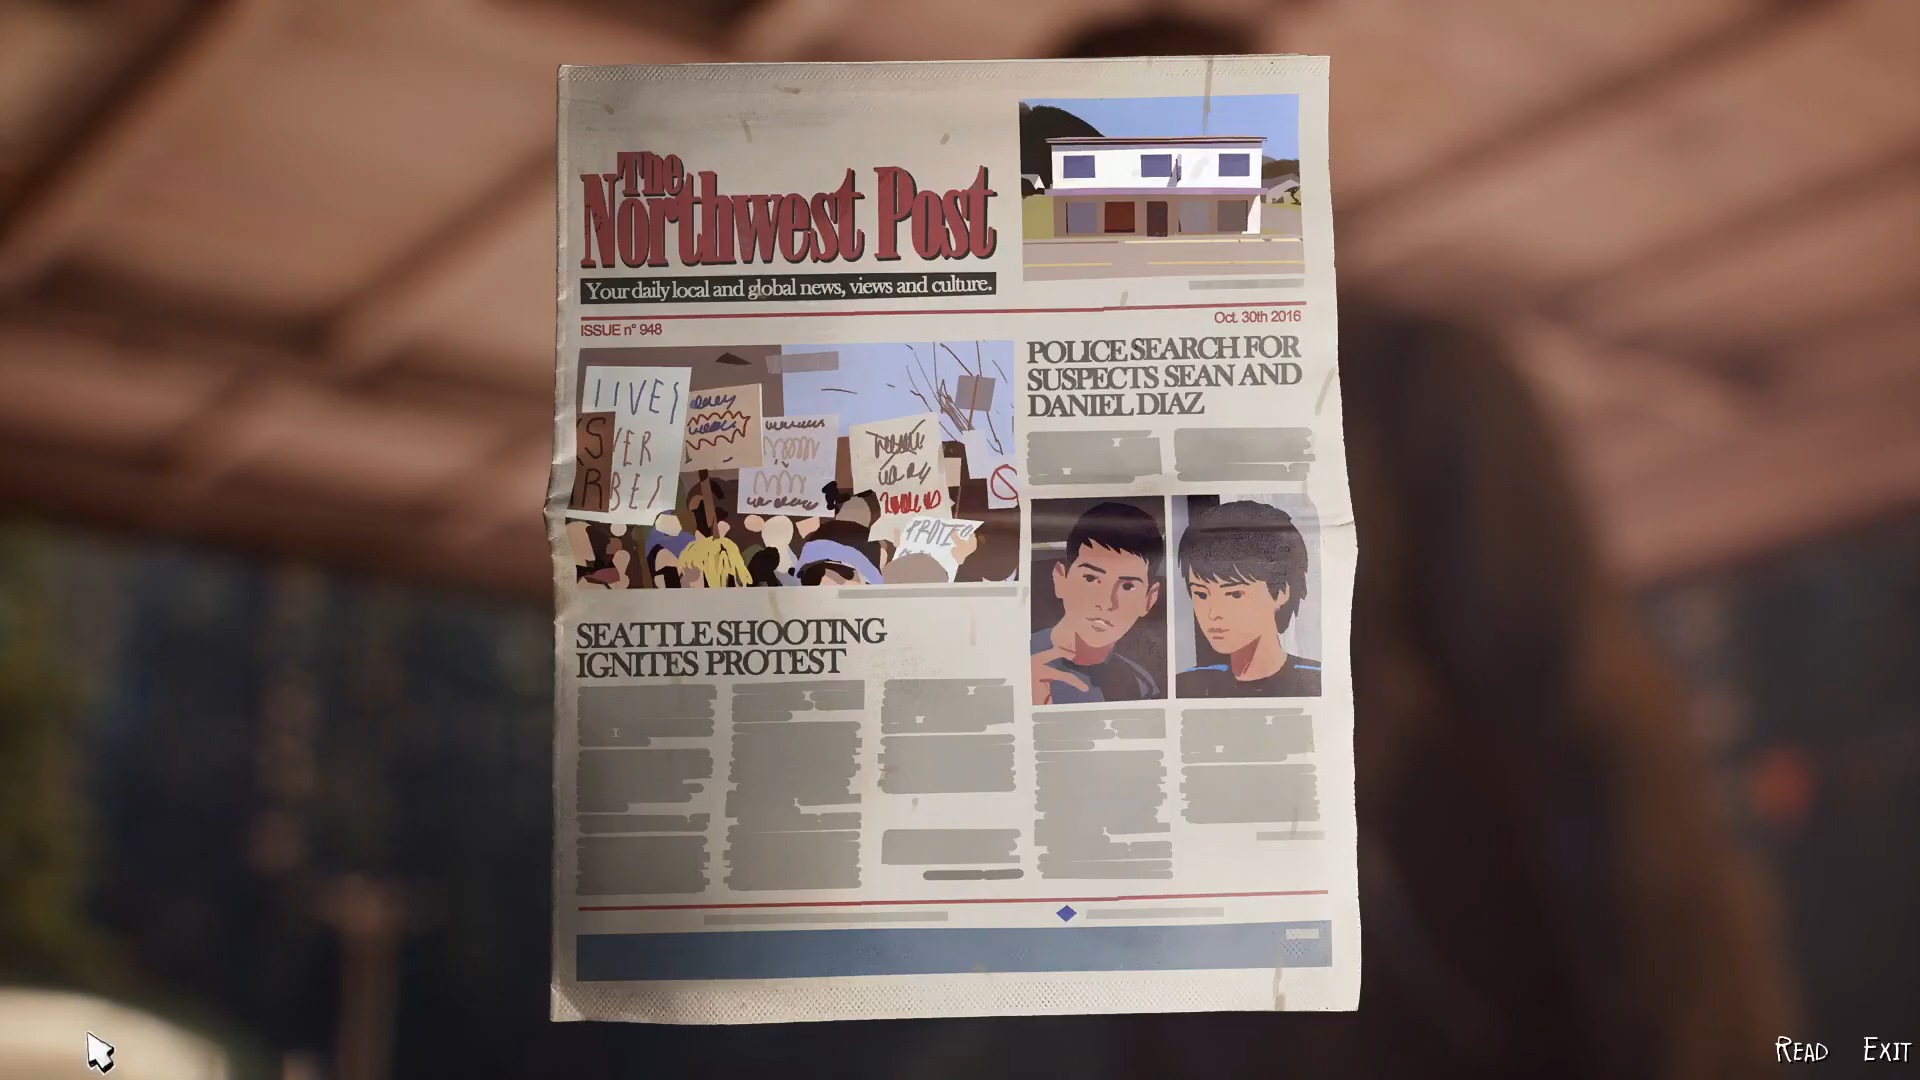 The
Northwest Post
Your daily local and global news, views and culture.
ISSUE n° 948
Oct. 30th 2016
POLICE SEARCH FOR
SUSPECTS SEAN AND
DANIEL DIAZ
SEATTLE SHOOTING
IGNITES PROTEST
READ EXIT